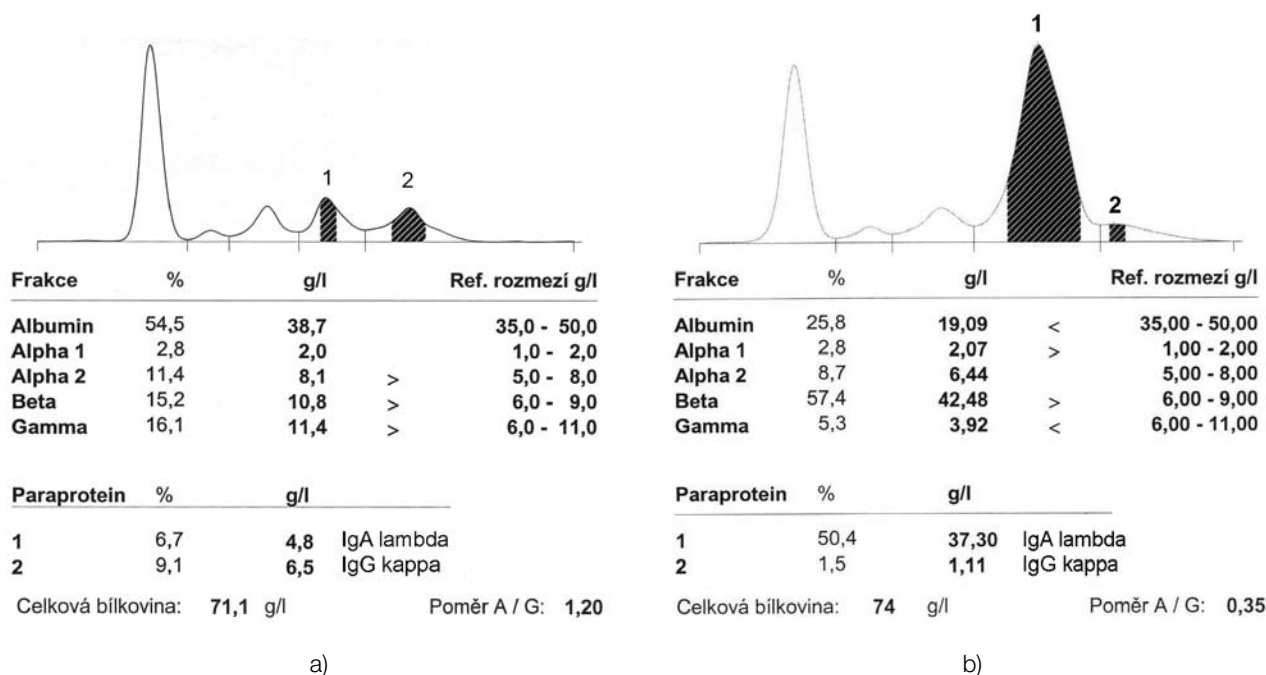 1
2
Frakce % g/l Ref. rozmezí g/l
Albumin 54,5 38,7 35,0 - 50,0
Alpha 1 2,8 2,0 1,0 - 2,0
Alpha 2 11,4 8,1 > 5,0 - 8,0
Beta 15,2 10,8 > 6,0 - 9,0
Gamma 16,1 11,4 > 6,0 - 11,0
Paraprotein % g/l
1 6,7 4,8 IgA lambda
2 9,1 6,5 IgG kappa
Celková bílkovina: 71,1 g/l Poměr A / G: 1,20
a)
1
2
Frakce % g/l Ref. rozmezí g/l
Albumin 25,8 19,09 < 35,00 - 50,00
Alpha 1 2,8 2,07 > 1,00 - 2,00
Alpha 2 8,7 6,44 5,00 - 8,00
Beta 57,4 42,48 > 6,00 - 9,00
Gamma 5,3 3,92 < 6,00 - 11,00
Paraprotein % g/l
1 50,4 37,30 IgA lambda
2 1,5 1,11 IgG kappa
Celková bílkovina: 74 g/l Poměr A / G: 0,35
b)